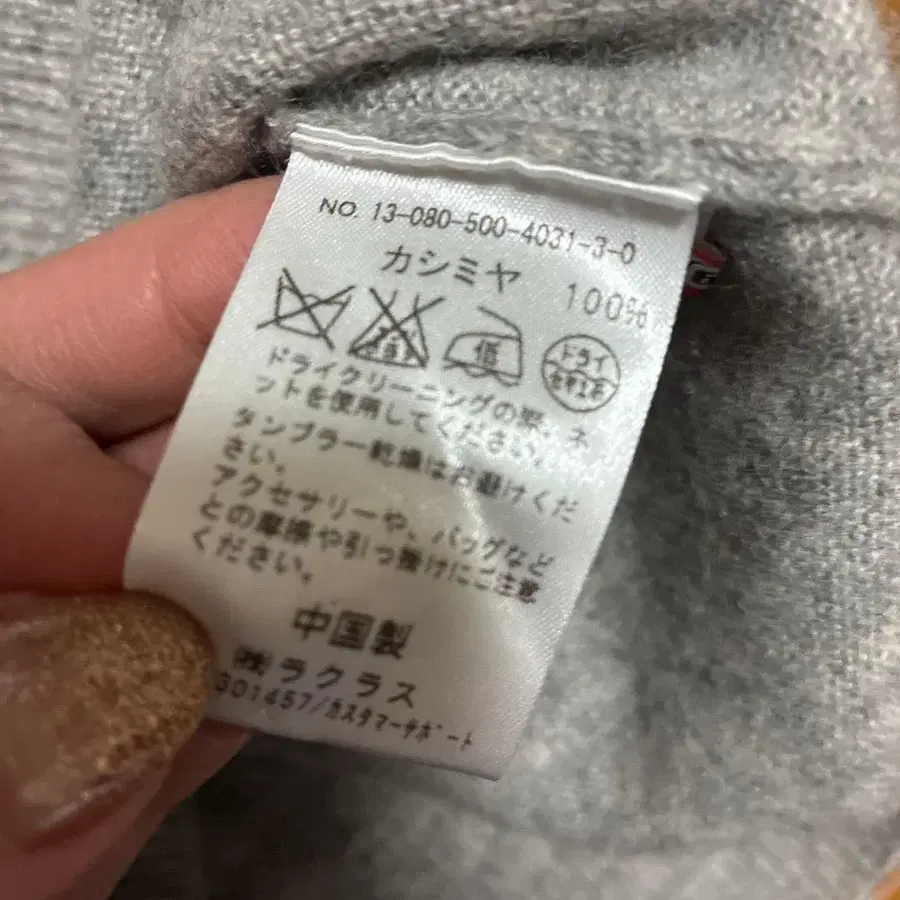 NO. 13-080-500-4031-3-0
カシミヤ 100%
低 ドライ
セキユ系
ドライクリーニングの際、ネ
ットを使用してください。
タンブラー乾燥はお避けくだ
さい。
アクセサリーや、バッグなど
との摩擦や引っ掛けにご注意
ください。
中国製
(株)ラクラス
301457/カスタマーサポート